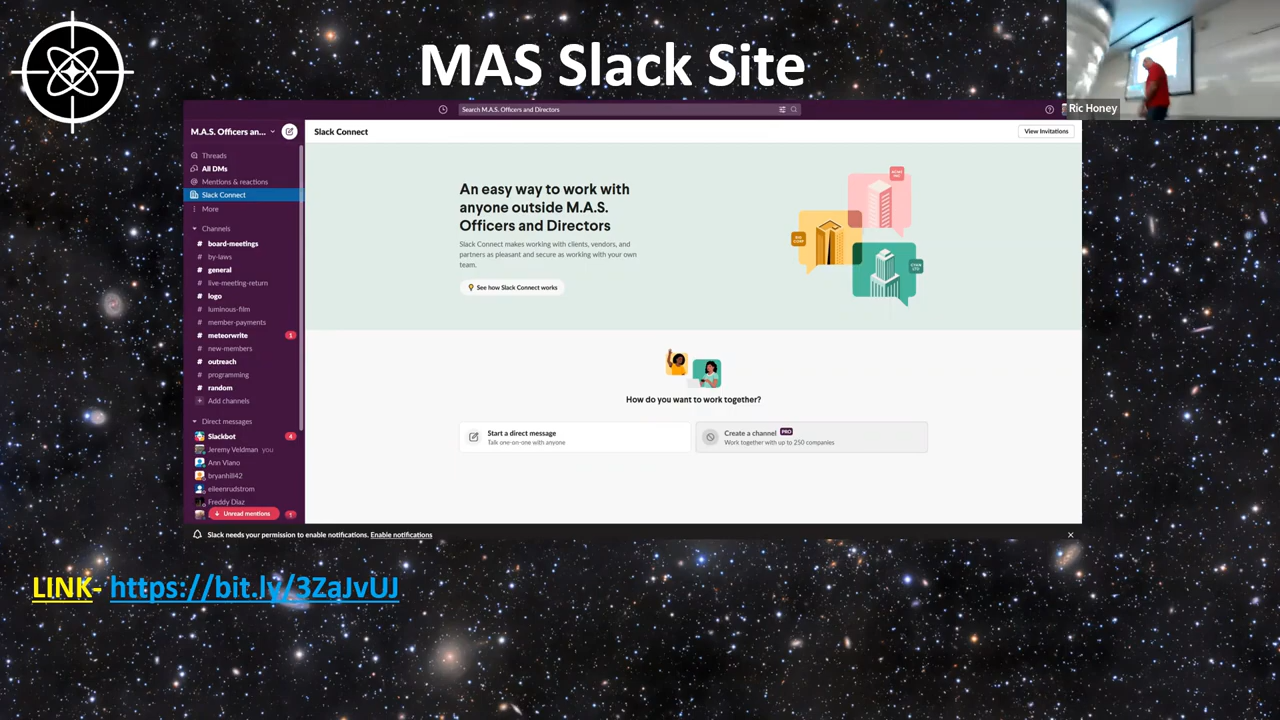 MAS Slack Site
Ric Honey
Search M.A.S. Officers and Directors
M.A.S. Officers an...
Slack Connect
View Invitations
Threads
All DMs
Mentions & reactions
Slack Connect
More
Channels
# board-meetings
# by-laws
# general
# live-meeting-return
# logo
# luminous-film
# member-payments
# meteorwrite 1
# new-members
# outreach
# programming
# random
+ Add channels
Direct messages
Slackbot 4
Jeremy Veldman you
Ann Viano
bryanhill42
eileenrudstrom
Freddy Diaz
Unread mentions 1
An easy way to work with
anyone outside M.A.S.
Officers and Directors
Slack Connect makes working with clients, vendors, and
partners as pleasant and secure as working with your own
team.
See how Slack Connect works
How do you want to work together?
Start a direct message
Talk one-on-one with anyone
Create a channel PRO
Work together with up to 250 companies
Slack needs your permission to enable notifications. Enable notifications
LINK- https://bit.ly/3ZaJvUJ